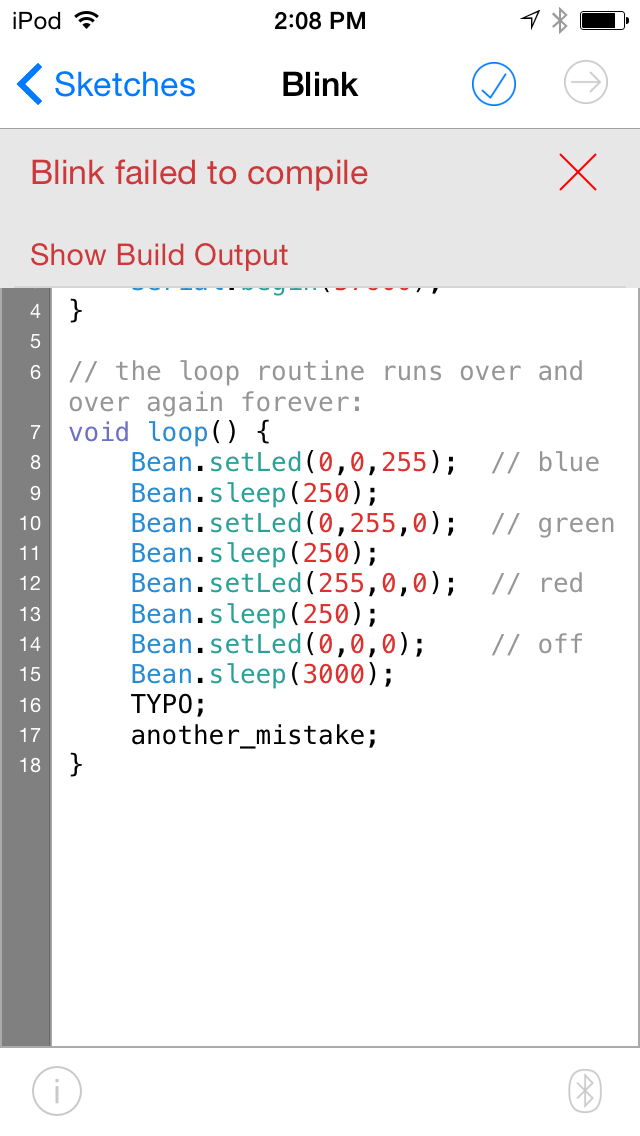 iPod 2:08 PM
Sketches Blink
Blink failed to compile
Show Build Output
4 }
5
6 // the loop routine runs over and
over again forever:
7 void loop() {
8 Bean.setLed(0,0,255); // blue
9 Bean.sleep(250);
10 Bean.setLed(0,255,0); // green
11 Bean.sleep(250);
12 Bean.setLed(255,0,0); // red
13 Bean.sleep(250);
14 Bean.setLed(0,0,0); // off
15 Bean.sleep(3000);
16 TYPO;
17 another_mistake;
18 }